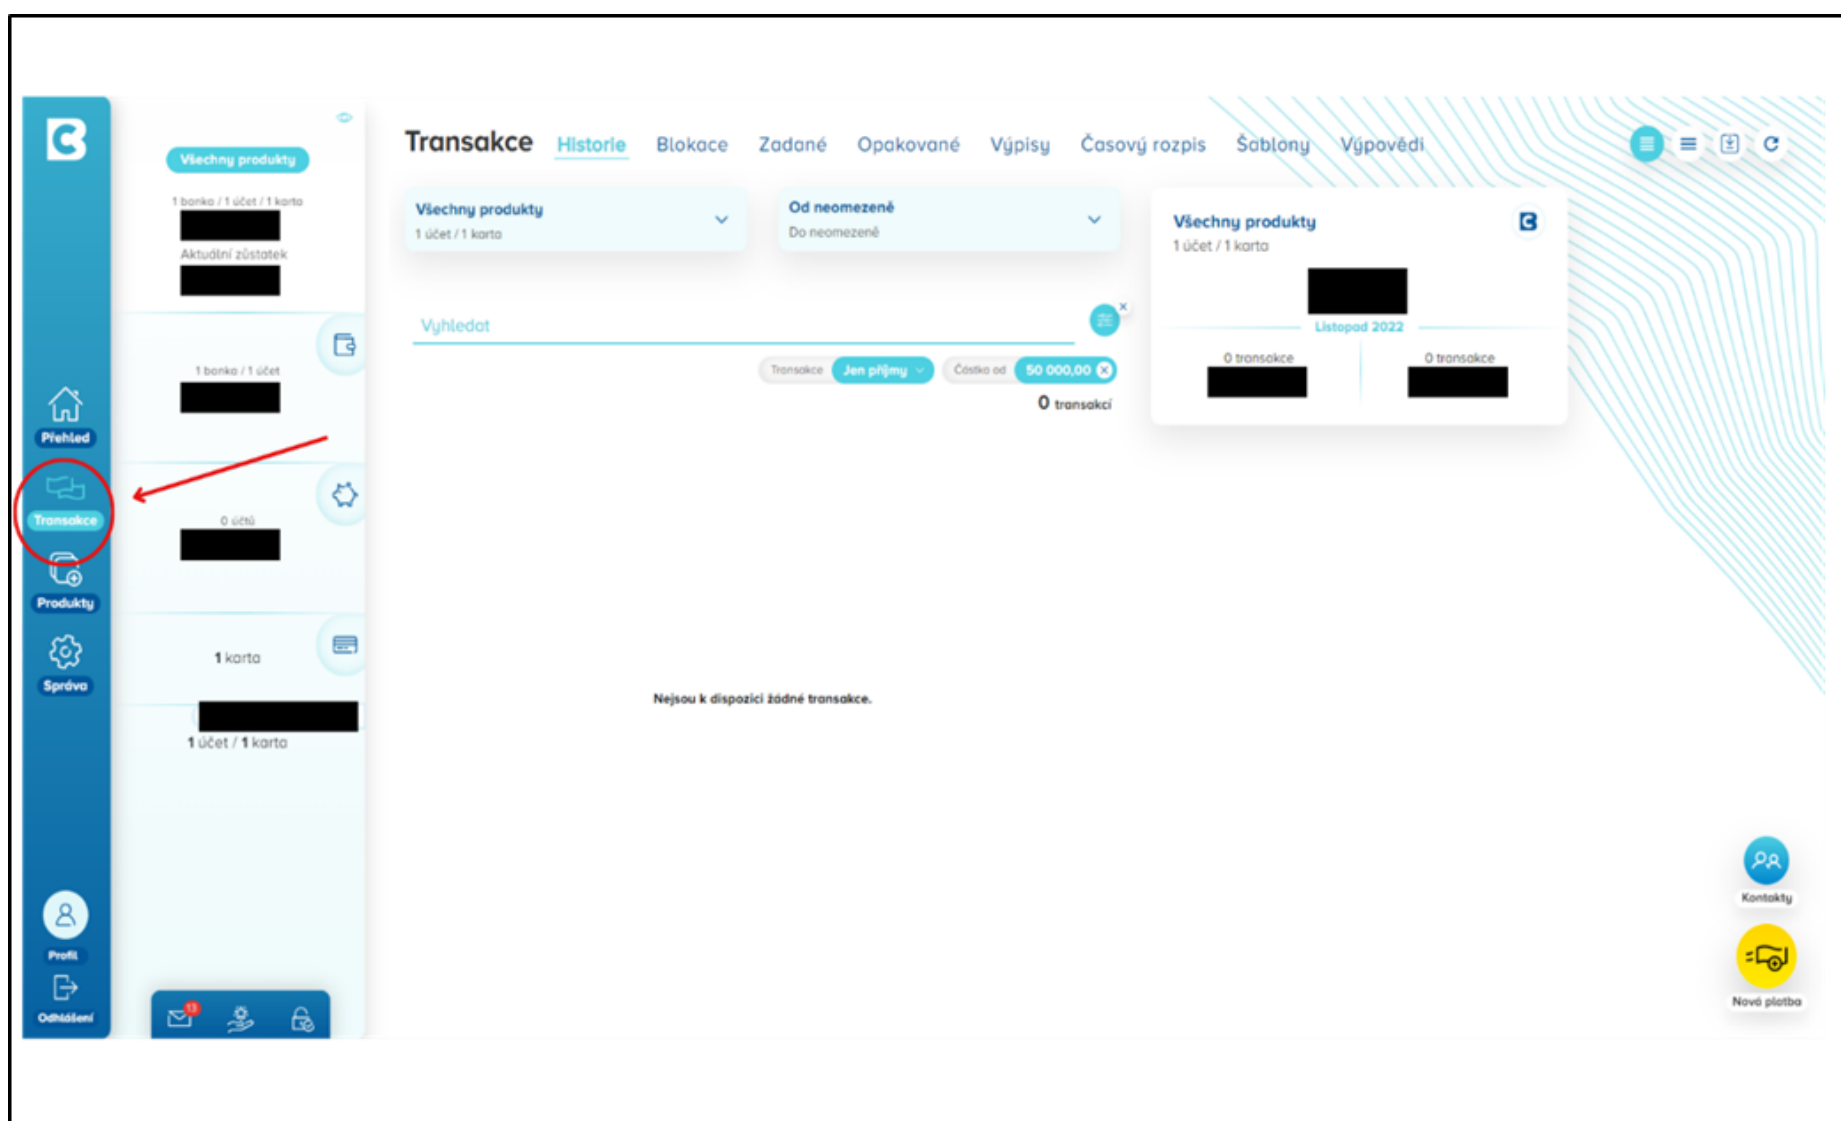 Přehled
Transakce
Produkty
Správa
Profil
Odhlášení
Všechny produkty
1 banka / 1 účet / 1 karta
Aktuální zůstatek
1 banka / 1 účet
0 účtů
1 karta
1 účet / 1 karta
13
Transakce Historie Blokace Zadané Opakované Výpisy Časový rozpis Šablony Výpovědi
Všechny produkty
1 účet / 1 karta
Od neomezeně
Do neomezeně
Vyhledat
Transakce Jen příjmy Částka od 50 000,00
0 transakcí
Nejsou k dispozici žádné transakce.
Všechny produkty
1 účet / 1 karta
Listopad 2022
0 transakce 0 transakce
Kontakty
Nová platba